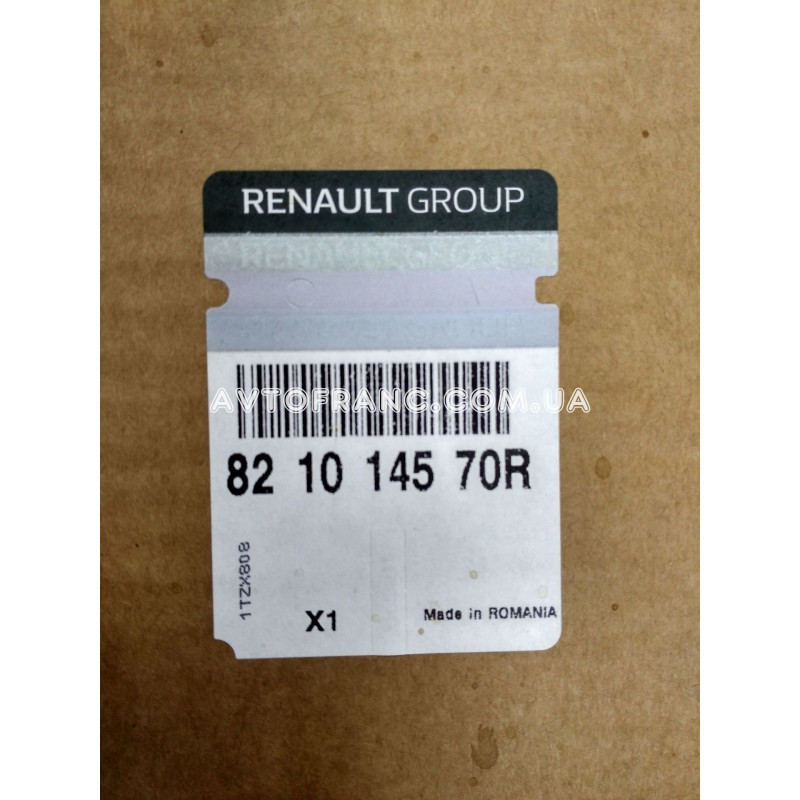 RENAULT GROUP
AVTOFRANC.COM.UA
82 10 145 70R
1TZX808
X1
Made in ROMANIA